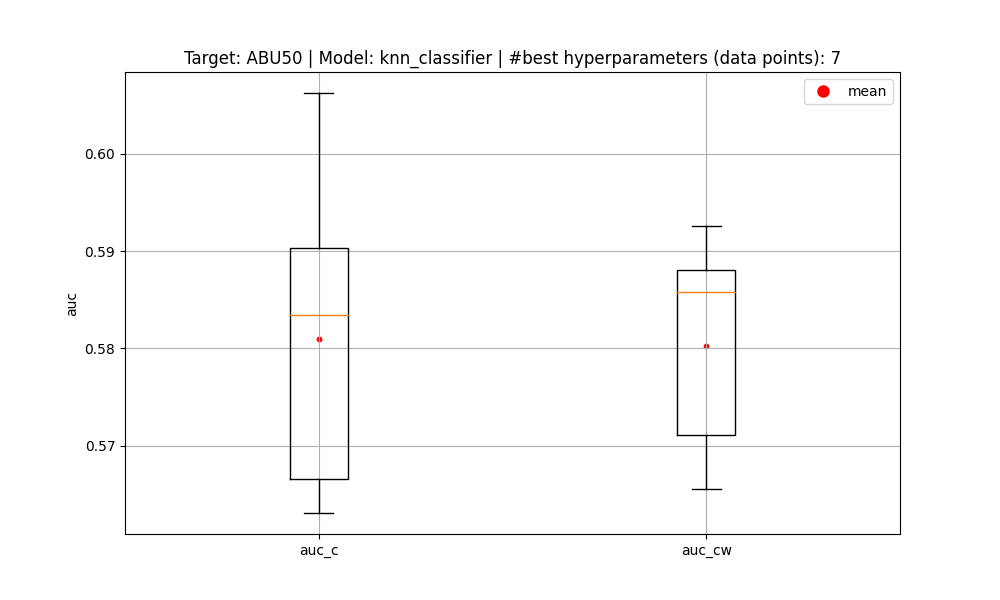 Target: ABU50 | Model: knn_classifier | #best hyperparameters (data points): 7
mean
0.60
0.59
0.58
0.57
auc
auc_c
auc_cw